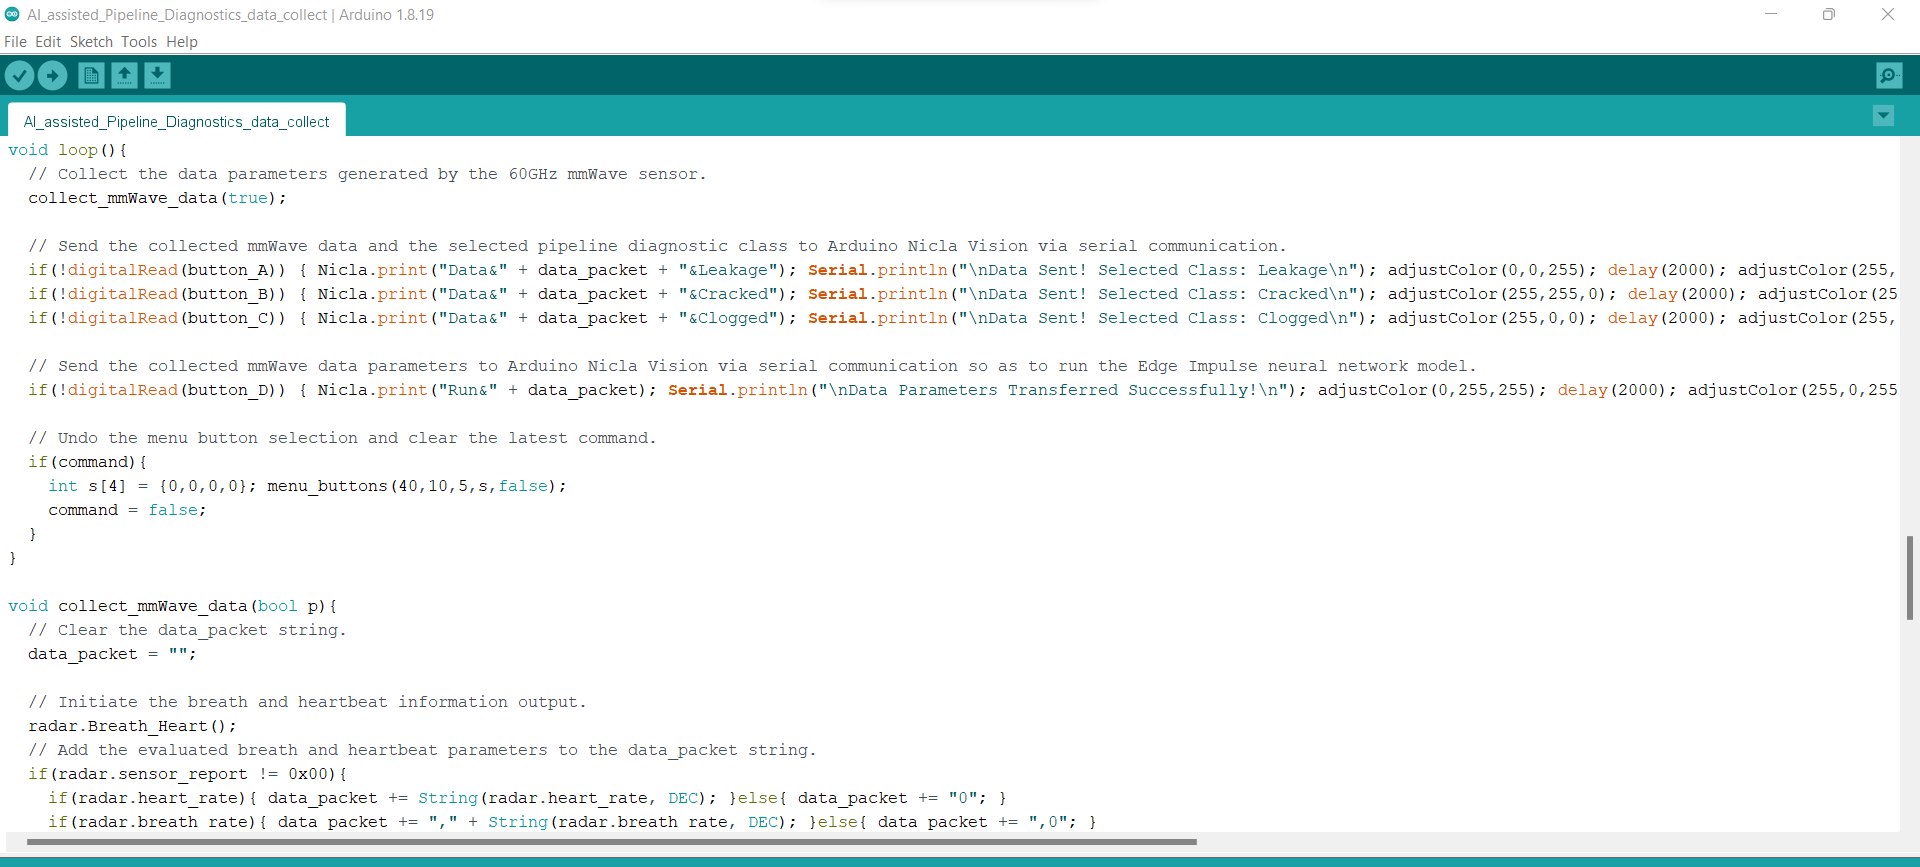 AI_assisted_Pipeline_Diagnostics_data_collect | Arduino 1.8.19
File Edit Sketch Tools Help
AI_assisted_Pipeline_Diagnostics_data_collect
void loop(){
  // Collect the data parameters generated by the 60GHz mmWave sensor.
  collect_mmWave_data(true);
  // Send the collected mmWave data and the selected pipeline diagnostic class to Arduino Nicla Vision via serial communication.
  if(!digitalRead(button_A)) { Nicla.print("Data&" + data_packet + "&Leakage"); Serial.println("\nData Sent! Selected Class: Leakage\n"); adjustColor(0,0,255); delay(2000); adjustColor(255,
  if(!digitalRead(button_B)) { Nicla.print("Data&" + data_packet + "&Cracked"); Serial.println("\nData Sent! Selected Class: Cracked\n"); adjustColor(255,255,0); delay(2000); adjustColor(25
  if(!digitalRead(button_C)) { Nicla.print("Data&" + data_packet + "&Clogged"); Serial.println("\nData Sent! Selected Class: Clogged\n"); adjustColor(255,0,0); delay(2000); adjustColor(255,
  // Send the collected mmWave data parameters to Arduino Nicla Vision via serial communication so as to run the Edge Impulse neural network model.
  if(!digitalRead(button_D)) { Nicla.print("Run&" + data_packet); Serial.println("\nData Parameters Transferred Successfully!\n"); adjustColor(0,255,255); delay(2000); adjustColor(255,0,255
  // Undo the menu button selection and clear the latest command.
  if(command){
    int s[4] = {0,0,0,0}; menu_buttons(40,10,5,s,false);
    command = false;
  }
}
void collect_mmWave_data(bool p){
  // Clear the data_packet string.
  data_packet = "";
  // Initiate the breath and heartbeat information output.
  radar.Breath_Heart();
  // Add the evaluated breath and heartbeat parameters to the data_packet string.
  if(radar.sensor_report != 0x00){
    if(radar.heart_rate){ data_packet += String(radar.heart_rate, DEC); }else{ data_packet += "0"; }
    if(radar.breath_rate){ data_packet += "," + String(radar.breath_rate, DEC); }else{ data_packet += ",0"; }